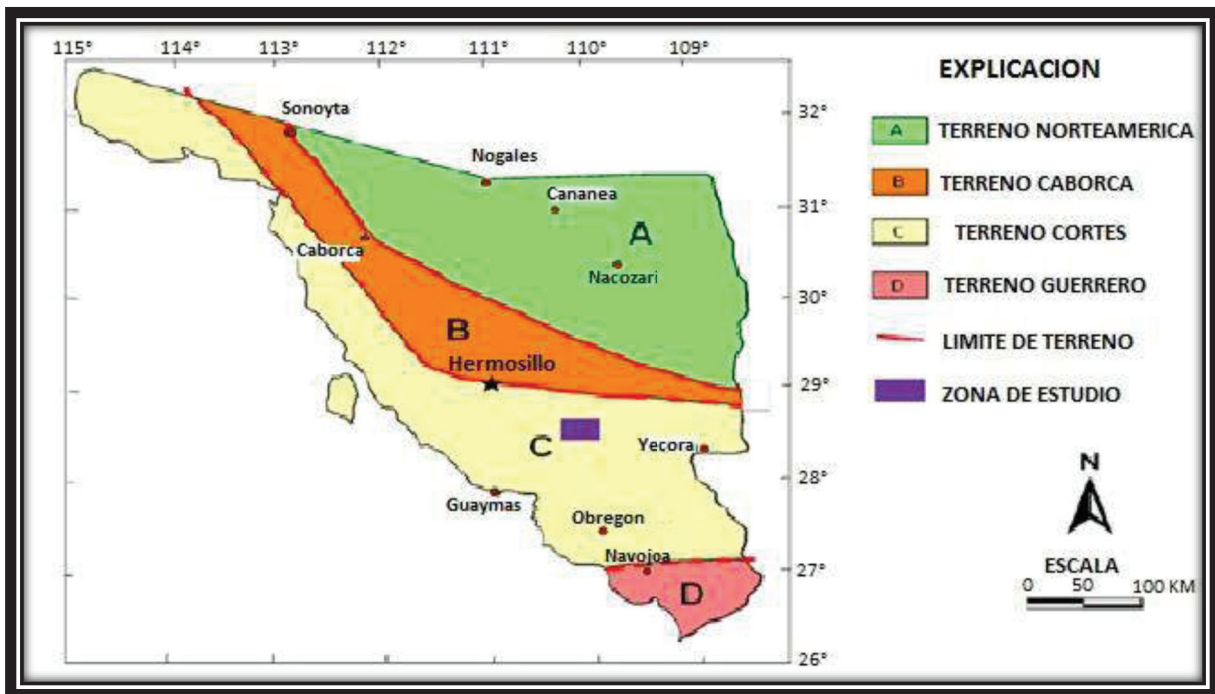 115° 114° 113° 112° 111° 110° 109°
EXPLICACION
A TERRENO NORTEAMERICA
B TERRENO CABORCA
C TERRENO CORTES
D TERRENO GUERRERO
LIMITE DE TERRENO
ZONA DE ESTUDIO
N
ESCALA
0 50 100 KM
32°
31°
30°
29°
28°
27°
26°
Sonoyta
Nogales
Cananea
A
Caborca
Nacozari
B
Hermosillo
C
Yecora
Guaymas
Obregon
Navojoa
D